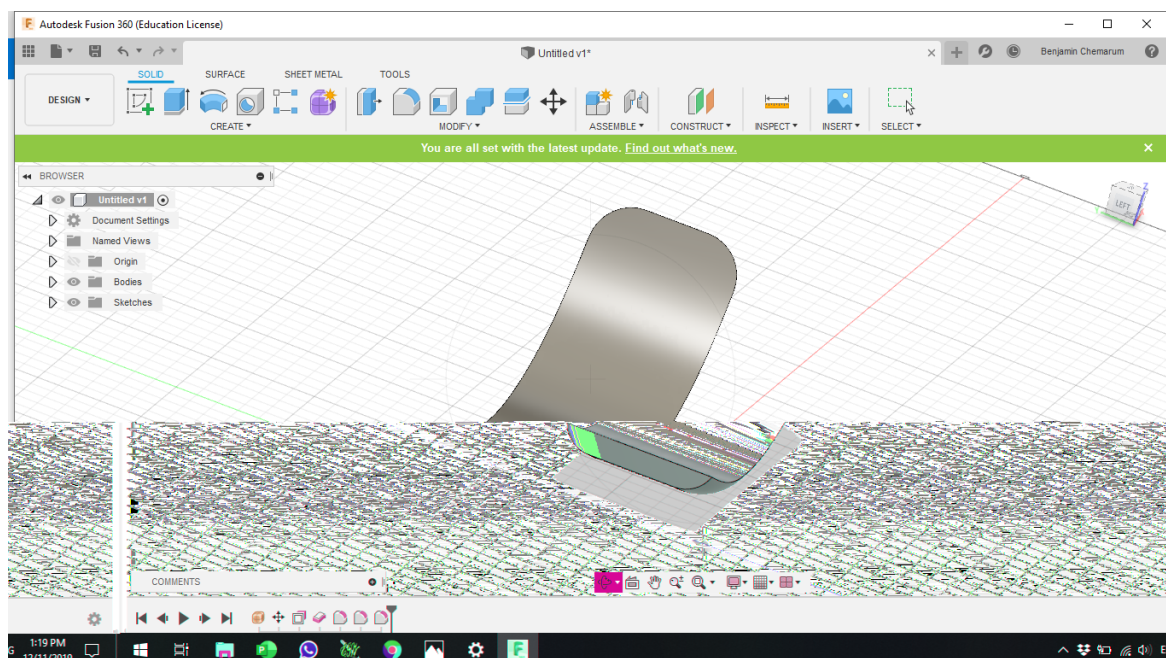 Autodesk Fusion 360 (Education License)
Untitled v1*
Benjamin Chemarum
SOLID SURFACE SHEET METAL TOOLS
DESIGN
CREATE MODIFY ASSEMBLE CONSTRUCT INSPECT INSERT SELECT
You are all set with the latest update. Find out what's new.
BROWSER
Untitled v1
Document Settings
Named Views
Origin
Bodies
Sketches
LEFT
Z
COMMENTS
1:19 PM